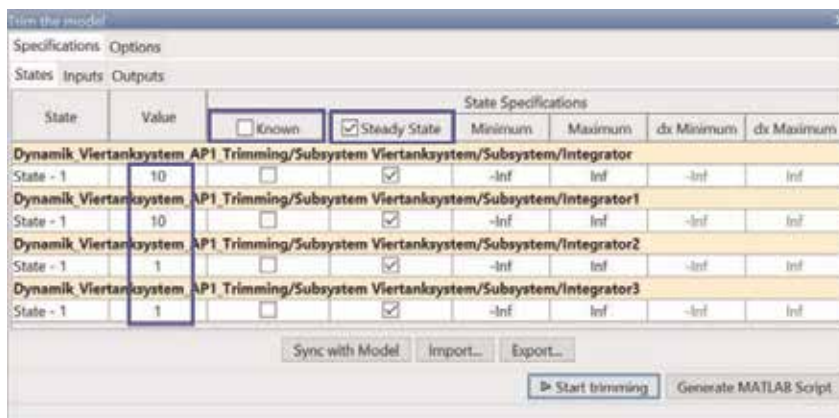 Trim the model
Specifications Options
States Inputs Outputs
State Value State Specifications
Known Steady State Minimum Maximum dx Minimum dx Maximum
Dynamik_Viertanksystem_AP1_Trimming/Subsystem Viertanksystem/Subsystem/Integrator
State - 1 10 -Inf Inf -Inf Inf
Dynamik_Viertanksystem_AP1_Trimming/Subsystem Viertanksystem/Subsystem/Integrator1
State - 1 10 -Inf Inf -Inf Inf
Dynamik_Viertanksystem_AP1_Trimming/Subsystem Viertanksystem/Subsystem/Integrator2
State - 1 1 -Inf Inf -Inf Inf
Dynamik_Viertanksystem_AP1_Trimming/Subsystem Viertanksystem/Subsystem/Integrator3
State - 1 1 -Inf Inf -Inf Inf
Sync with Model Import... Export...
Start trimming Generate MATLAB Script